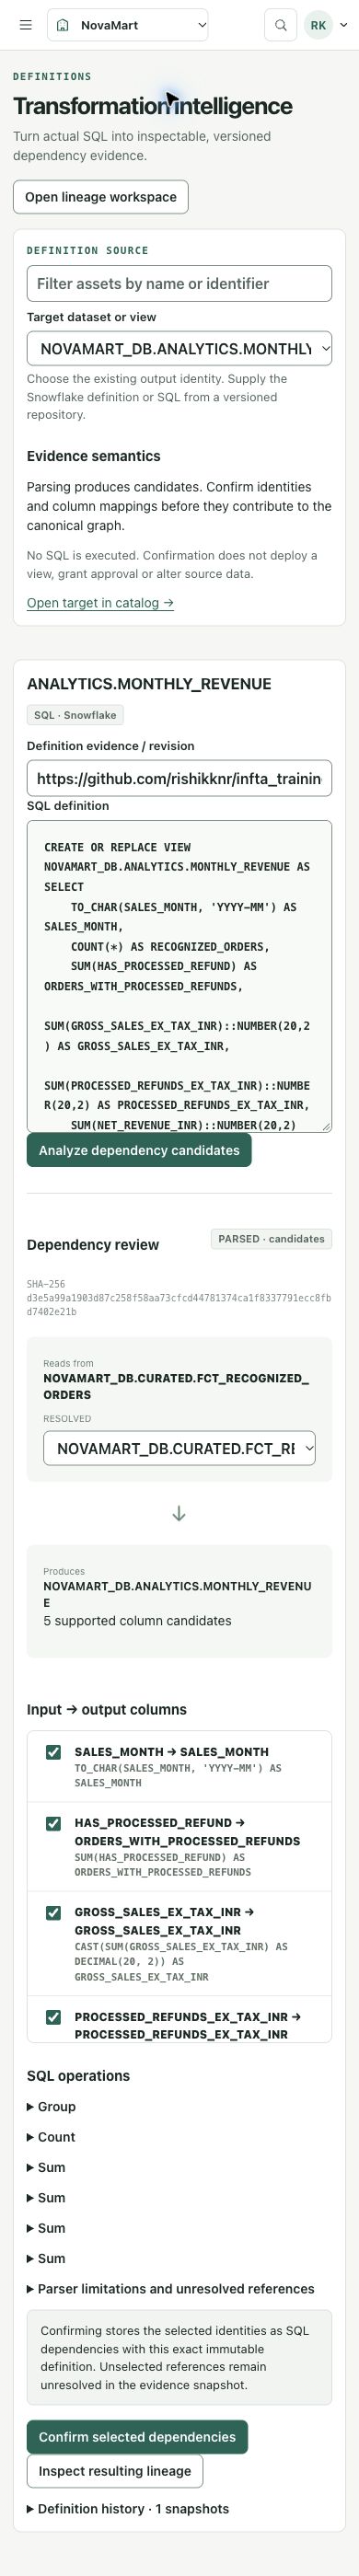 NovaMart
RK
DEFINITIONS
Transformation intelligence
Turn actual SQL into inspectable, versioned
dependency evidence.
Open lineage workspace
DEFINITION SOURCE
Filter assets by name or identifier
Target dataset or view
NOVAMART_DB.ANALYTICS.MONTHLY
Choose the existing output identity. Supply the
Snowflake definition or SQL from a versioned
repository.
Evidence semantics
Parsing produces candidates. Confirm identities
and column mappings before they contribute to the
canonical graph.
No SQL is executed. Confirmation does not deploy a
view, grant approval or alter source data.
Open target in catalog →
ANALYTICS.MONTHLY_REVENUE
SQL · Snowflake
Definition evidence / revision
https://github.com/rishikknr/infta_trainin
SQL definition
CREATE OR REPLACE VIEW
NOVAMART_DB.ANALYTICS.MONTHLY_REVENUE AS
SELECT
TO_CHAR(SALES_MONTH, 'YYYY-MM') AS
SALES_MONTH,
COUNT(*) AS RECOGNIZED_ORDERS,
SUM(HAS_PROCESSED_REFUND) AS
ORDERS_WITH_PROCESSED_REFUNDS,
SUM(GROSS_SALES_EX_TAX_INR)::NUMBER(20,2
) AS GROSS_SALES_EX_TAX_INR,
SUM(PROCESSED_REFUNDS_EX_TAX_INR)::NUMBE
R(20,2) AS PROCESSED_REFUNDS_EX_TAX_INR,
SUM(NET_REVENUE_INR)::NUMBER(20,2)
Analyze dependency candidates
Dependency review
PARSED · candidates
SHA-256
d3e5a99a1903d87c258f58aa73cfcd44781374ca1f8337791ecc8fb
d7402e21b
Reads from
NOVAMART_DB.CURATED.FCT_RECOGNIZED_
ORDERS
RESOLVED
NOVAMART_DB.CURATED.FCT_RE
↓
Produces
NOVAMART_DB.ANALYTICS.MONTHLY_REVENU
E
5 supported column candidates
Input → output columns
SALES_MONTH → SALES_MONTH
TO_CHAR(SALES_MONTH, 'YYYY-MM') AS
SALES_MONTH
HAS_PROCESSED_REFUND →
ORDERS_WITH_PROCESSED_REFUNDS
SUM(HAS_PROCESSED_REFUND) AS
ORDERS_WITH_PROCESSED_REFUNDS
GROSS_SALES_EX_TAX_INR →
GROSS_SALES_EX_TAX_INR
CAST(SUM(GROSS_SALES_EX_TAX_INR) AS
DECIMAL(20, 2)) AS
GROSS_SALES_EX_TAX_INR
PROCESSED_REFUNDS_EX_TAX_INR →
PROCESSED_REFUNDS_EX_TAX_INR
SQL operations
Group
Count
Sum
Sum
Sum
Sum
Parser limitations and unresolved references
Confirming stores the selected identities as SQL
dependencies with this exact immutable
definition. Unselected references remain
unresolved in the evidence snapshot.
Confirm selected dependencies
Inspect resulting lineage
Definition history · 1 snapshots